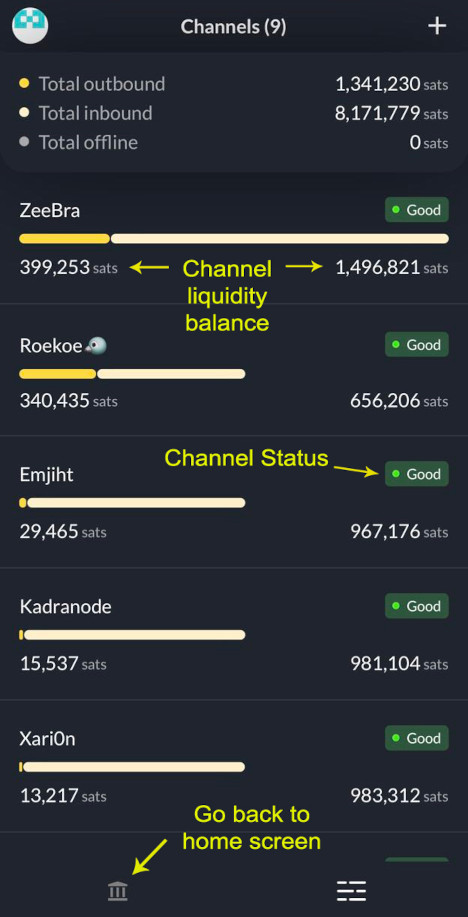 Channels (9)
Total outbound 1,341,230 sats
Total inbound 8,171,779 sats
Total offline 0 sats
ZeeBra Good
399,253 sats 1,496,821 sats
Channel
liquidity
balance
Roekoe Good
340,435 sats 656,206 sats
Channel Status
Emjiht Good
29,465 sats 967,176 sats
Kadranode Good
15,537 sats 981,104 sats
Xari0n Good
13,217 sats 983,312 sats
Go back to
home screen